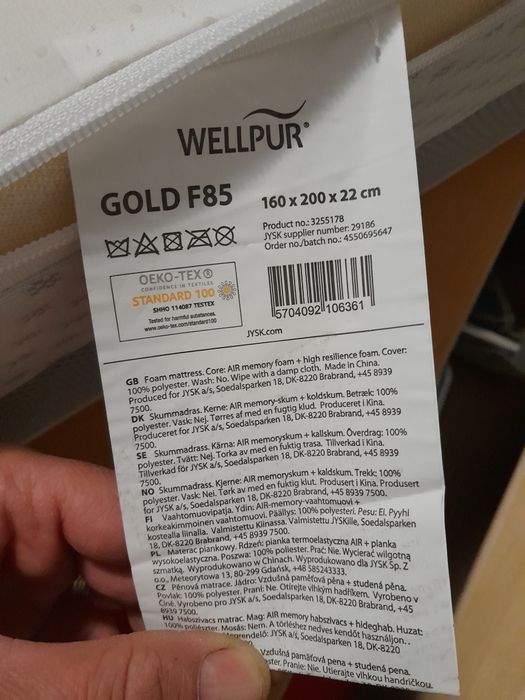 WELLPUR®
GOLD F85
160 x 200 x 22 cm
Product no.: 3255178
JYSK supplier number: 29186
Order no./batch no.: 4550695647
OEKO-TEX®
CONFIDENCE IN TEXTILES
STANDARD 100
SHHO 114087 TESTEX
Tested for harmful substances.
www.oeko-tex.com/standard100
5704092 106361
JYSK.com
GB Foam mattress. Core: AIR memory foam + high resilience foam. Cover:
100% polyester. Wash: No. Wipe with a damp cloth. Made in China.
Produced for JYSK a/s, Soedalsparken 18, DK-8220 Brabrand, +45 8939
7500.
DK Skummadras. Kerne: AIR memory-skum + koldskum. Betræk: 100%
polyester. Vask: Nej. Tørres af med en fugtig klud. Produceret i Kina.
Produceret for JYSK a/s, Soedalsparken 18, DK-8220 Brabrand, +45 8939
7500.
SE Skummadrass. Kärna: AIR memoryskum + kallskum. Överdrag: 100%
polyester. Tvätt: Nej. Torka av med en fuktig trasa. Tillverkad i Kina.
Tillverkad för JYSK a/s, Soedalsparken 18, DK-8220 Brabrand, +45 8939
7500.
NO Skummadrass. Kjerne: AIR memoryskum + kaldskum. Trekk: 100%
polyester. Vask: Nei. Tørk av med en fuktig klut. Produsert i Kina. Produsert
for JYSK a/s, Soedalsparken 18, DK-8220 Brabrand, +45 8939 7500.
FI Vaahtomuovipatja. Ydin: AIR-memory-vaahtomuovi +
korkeakimmoinen vaahtomuovi. Päällys: 100% polyesteri. Pesu: Ei. Pyyhi
kostealla liinalla. Valmistettu Kiinassa. Valmistettu JYSKille, Soedalsparken
18, DK-8220 Brabrand, +45 8939 7500.
PL Materac piankowy. Rdzeń: pianka termoelastyczna AIR + pianka
wysokoelastyczna. Poszwa: 100% poliester. Prać: Nie. Wycierać wilgotną
szmatką. Wyprodukowano w Chinach. Wyprodukowano dla JYSK Sp. Z
o.o., Meteorytowa 13, 80-299 Gdańsk, +48 585243333.
CZ Pěnová matrace. Jádro: Vzdušná paměťová pěna + studená pěna.
Povlak: 100% polyester. Praní: Ne. Otírejte vlhkým hadříkem. Vyrobeno v
Číně. Vyrobeno pro JYSK a/s, Soedalsparken 18, DK-8220 Brabrand, +45
8939 7500.
HU Habszivacs matrac. Mag: AIR memory habszivacs + hideghab. Huzat:
100% poliészter. Mosás: Nem. A törléshez nedves kendőt használjon.
Megrendelő: JYSK a/s, Soedalsparken 18, DK-8220
Vzdušná pamäťová pena + studená pena.
Pranie: Nie. Utierajte vlhkou handričkou.